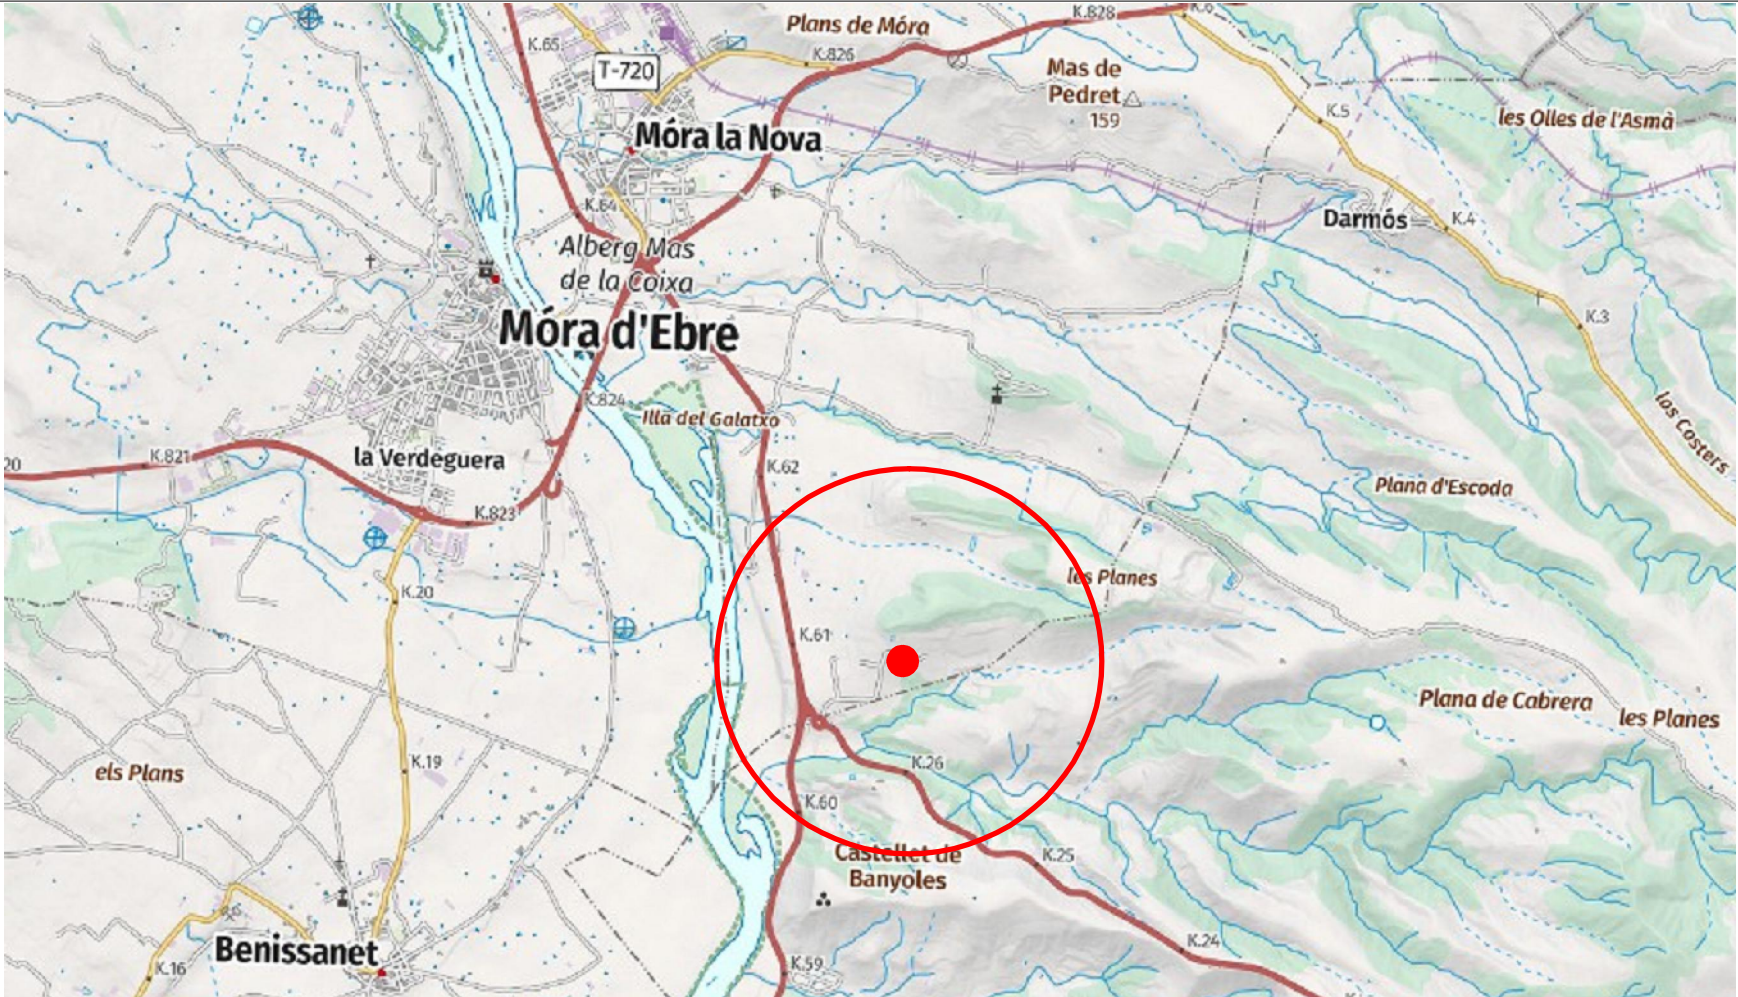 K.828
K.6
Plans de Móra
K.65
K.826
T-720
Mas de
Pedret
159
K.5
les Olles de l'Asmà
Móra la Nova
K.64
Darmós
K.4
Alberg Mas
de la Coixa
Móra d'Ebre
K.3
K.824
Illa del Galatxo
los Costers
20
K.821
la Verdeguera
K.62
K.823
Plana d'Escoda
les Planes
K.20
K.61
Plana de Cabrera
les Planes
els Plans
K.19
K.26
K.60
Castellet de
Banyoles
K.25
Benissanet
K.24
K.16
K.59